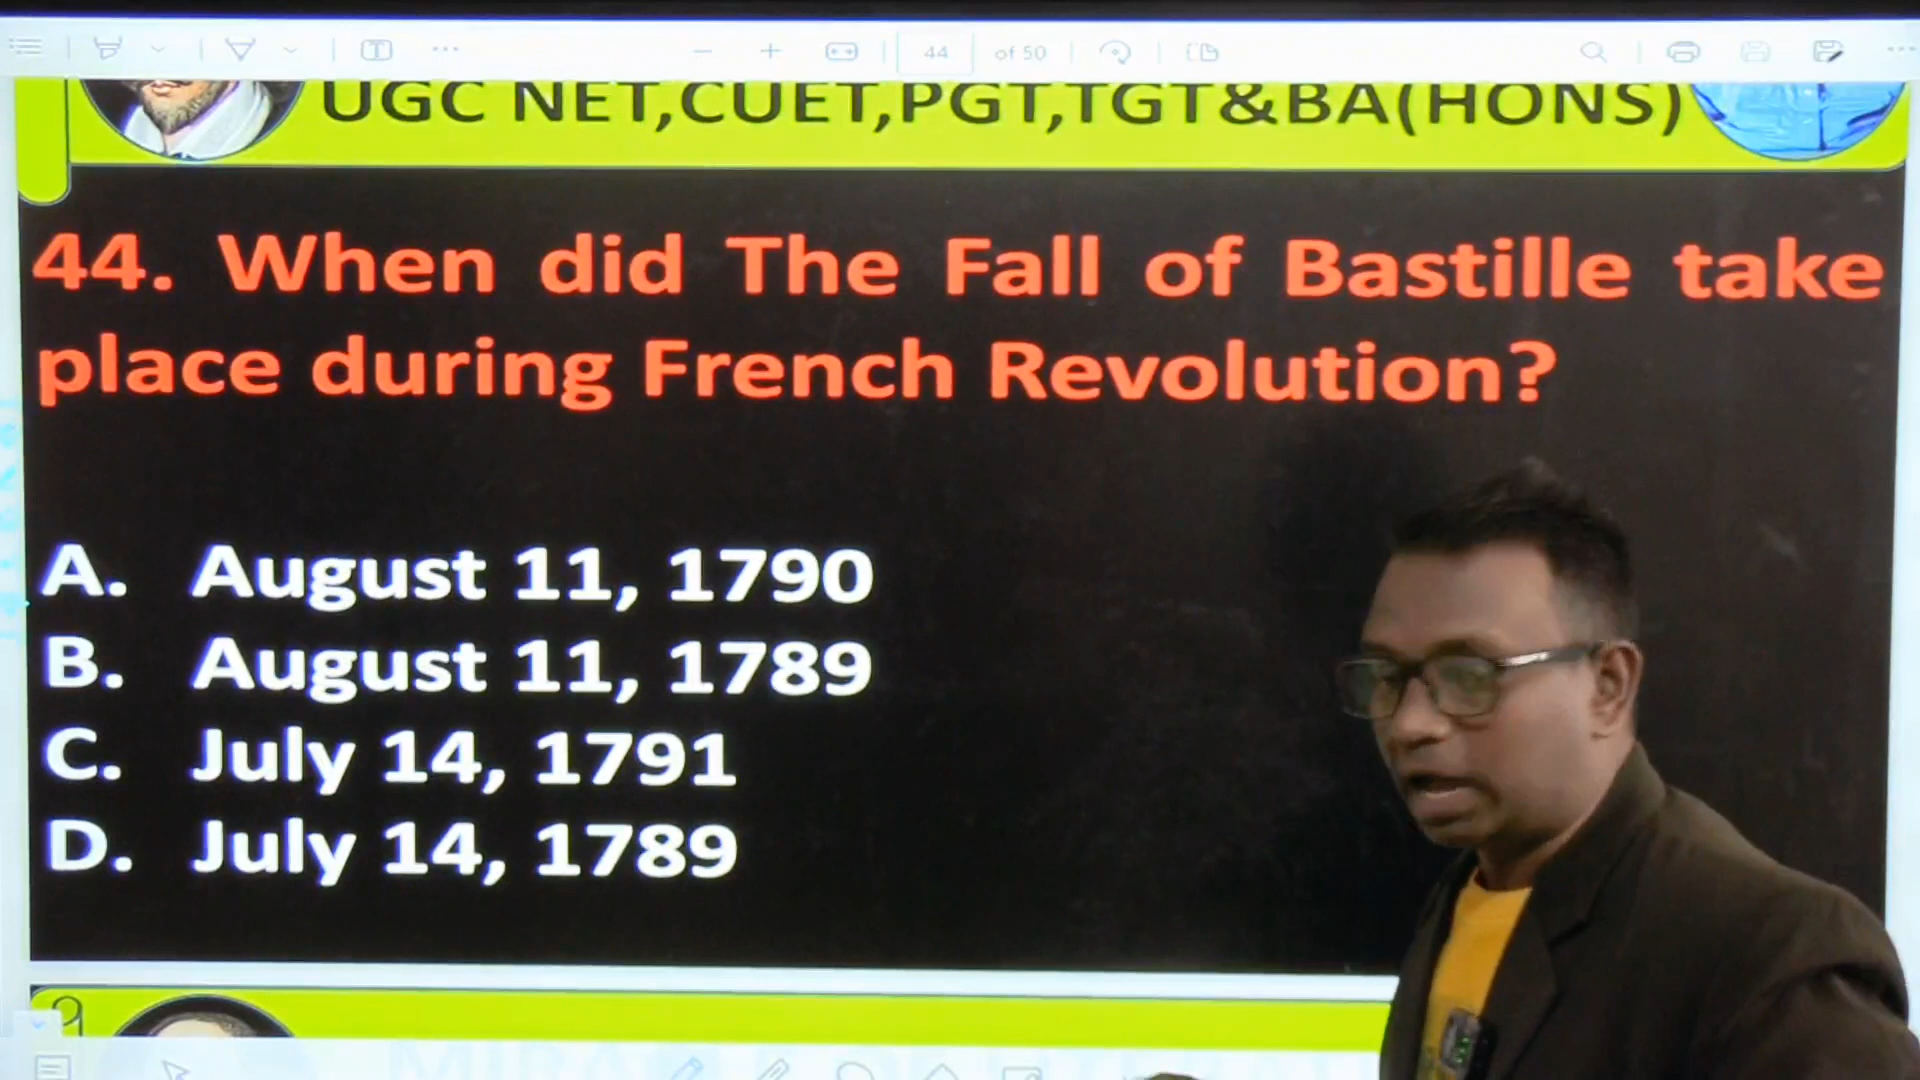 44 of 50
UGC NET,CUET,PGT,TGT&BA(HONS)
44. When did The Fall of Bastille take
place during French Revolution?
A. August 11, 1790
B. August 11, 1789
C. July 14, 1791
D. July 14, 1789